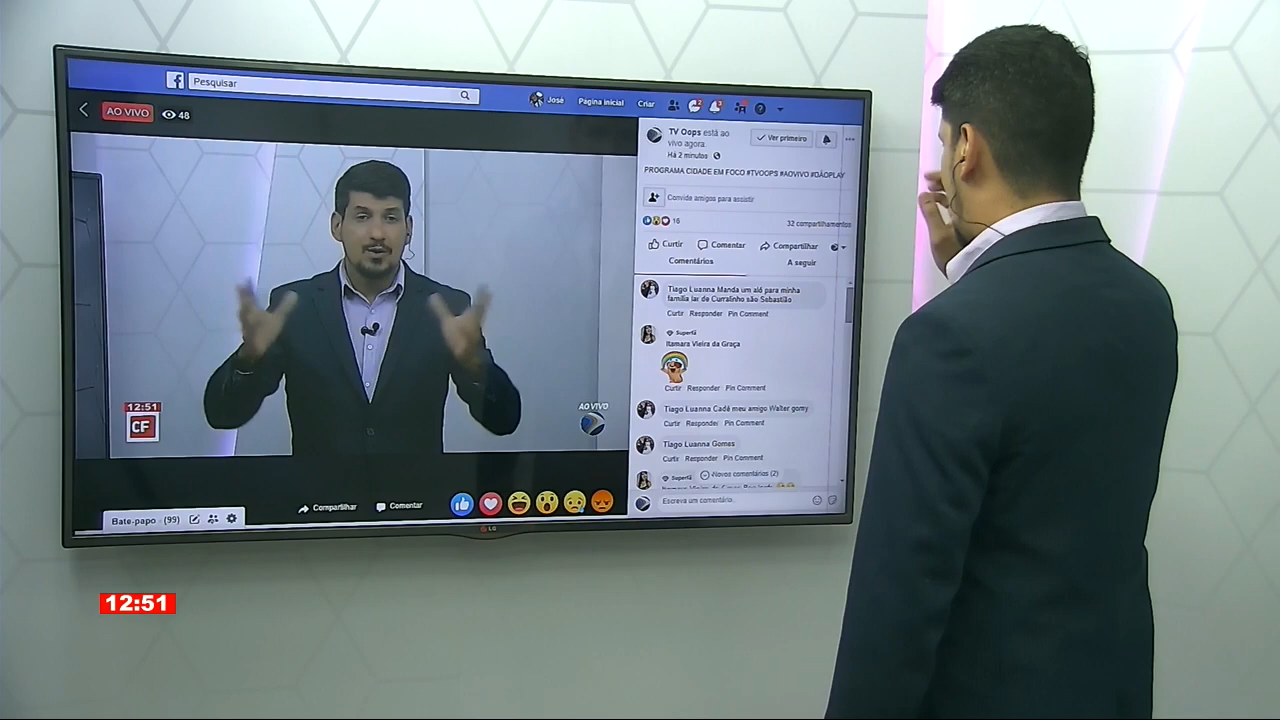 Pesquisar
José
Página inicial
Criar
AO VIVO
48
TV Oops está ao
vivo agora.
Há 2 minutos
Ver primeiro
PROGRAMA CIDADE EM FOCO #TVOOPS #AOVIVO #DÁOPLAY
Convide amigos para assistir
16
32 compartilhamentos
Curtir
Comentar
Compartilhar
Comentários
A seguir
Tiago Luanna Manda um alô para minha
família lar de Curralinho são Sebastião
Curtir Responder Pin Comment
Superfã
Itamara Vieira da Graça
Curtir Responder Pin Comment
Tiago Luanna Cadê meu amigo Walter gomy
Curtir Responder Pin Comment
Tiago Luanna Gomes
Curtir Responder Pin Comment
Superfã
Novos comentários (2)
Escreva um comentário...
12:51
CF
AO VIVO
Compartilhar
Comentar
Bate-papo (99)
LG
12:51